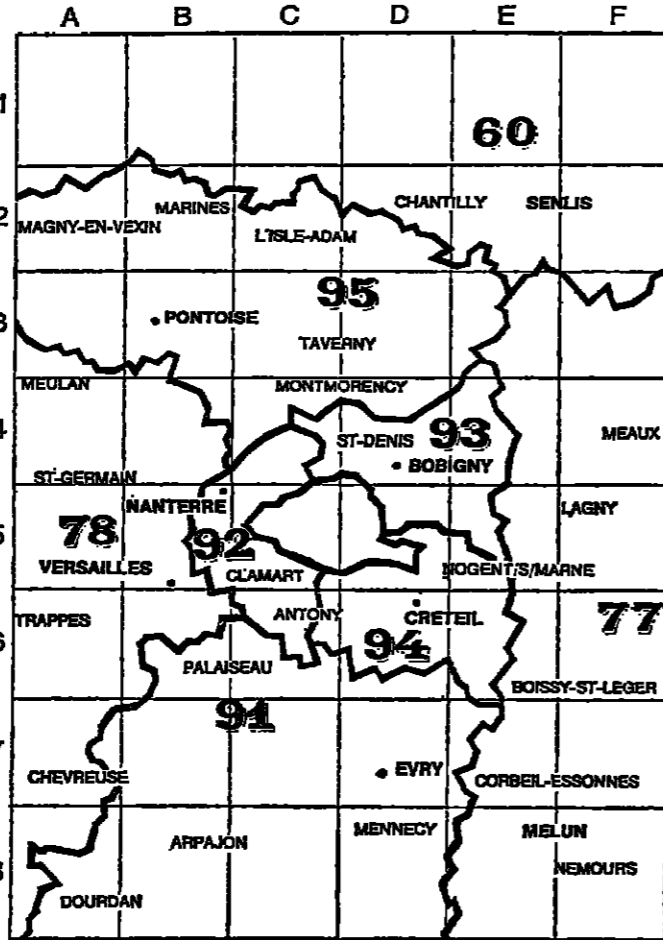 A B C D E F
1
60
2
MARINES CHANTILLY SENLIS
MAGNY-EN-VEXIN L'ISLE-ADAM
95
3
PONTOISE
TAVERNY
MEULAN MONTMORENCY
4
ST-DENIS 93 MEAUX
BOBIGNY
ST-GERMAIN
NANTERRE LAGNY
5
78 92
VERSAILLES CLAMART NOGENT/S/MARNE
TRAPPES ANTONY CRETEIL 77
6
94
PALAISEAU
BOISSY-ST-LEGER
91
7
CHEVREUSE EVRY CORBEIL-ESSONNES
ARPAJON MENNECY MELUN
NEMOURS
DOURDAN